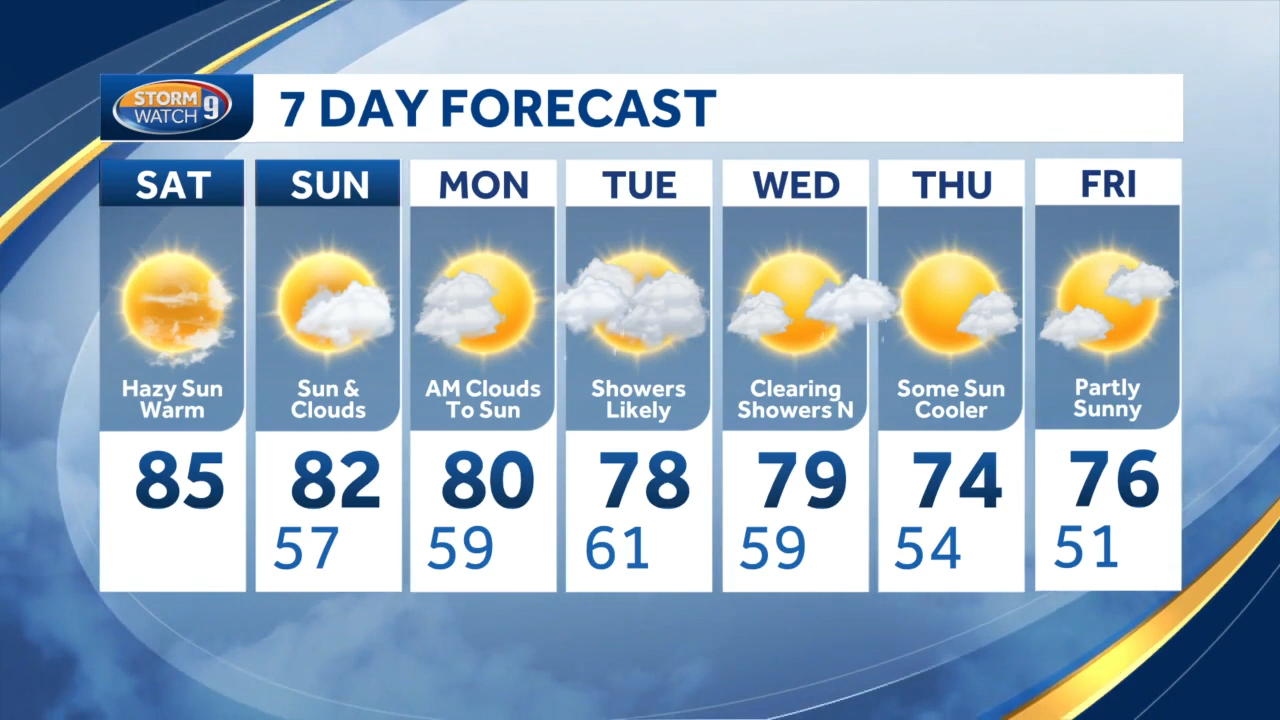 STORM
WATCH 9
7 DAY FORECAST
SAT
SUN
MON
TUE
WED
THU
FRI
Hazy Sun
Warm
Sun &
Clouds
AM Clouds
To Sun
Showers
Likely
Clearing
Showers N
Some Sun
Cooler
Partly
Sunny
85
82
80
78
79
74
76
57
59
61
59
54
51